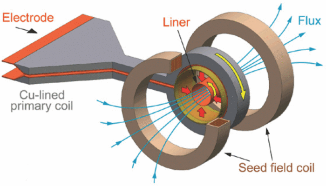 Electrode
Liner
Flux
Cu-lined
primary coil
Seed field coil